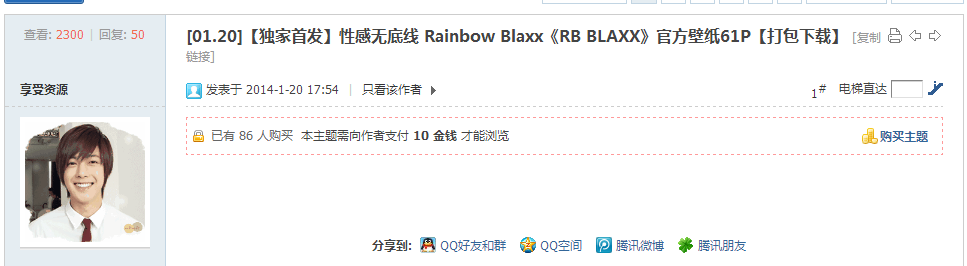 查看: 2300 | 回复: 50
[01.20]【独家首发】性感无底线 Rainbow Blaxx《RB BLAXX》官方壁纸61P【打包下载】 [复制
链接]
享受资源
发表于 2014-1-20 17:54 | 只看该作者
1# 电梯直达
已有 86 人购买 本主题需向作者支付 10 金钱 才能浏览
购买主题
分享到: QQ好友和群 QQ空间 腾讯微博 腾讯朋友